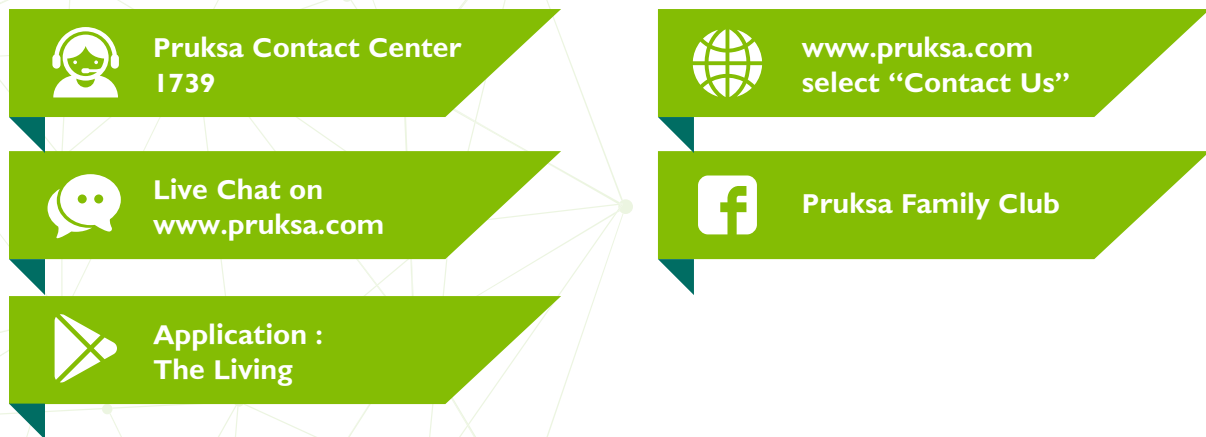 Pruksa Contact Center
1739
www.pruksa.com
select “Contact Us”
Live Chat on
www.pruksa.com
Pruksa Family Club
Application :
The Living